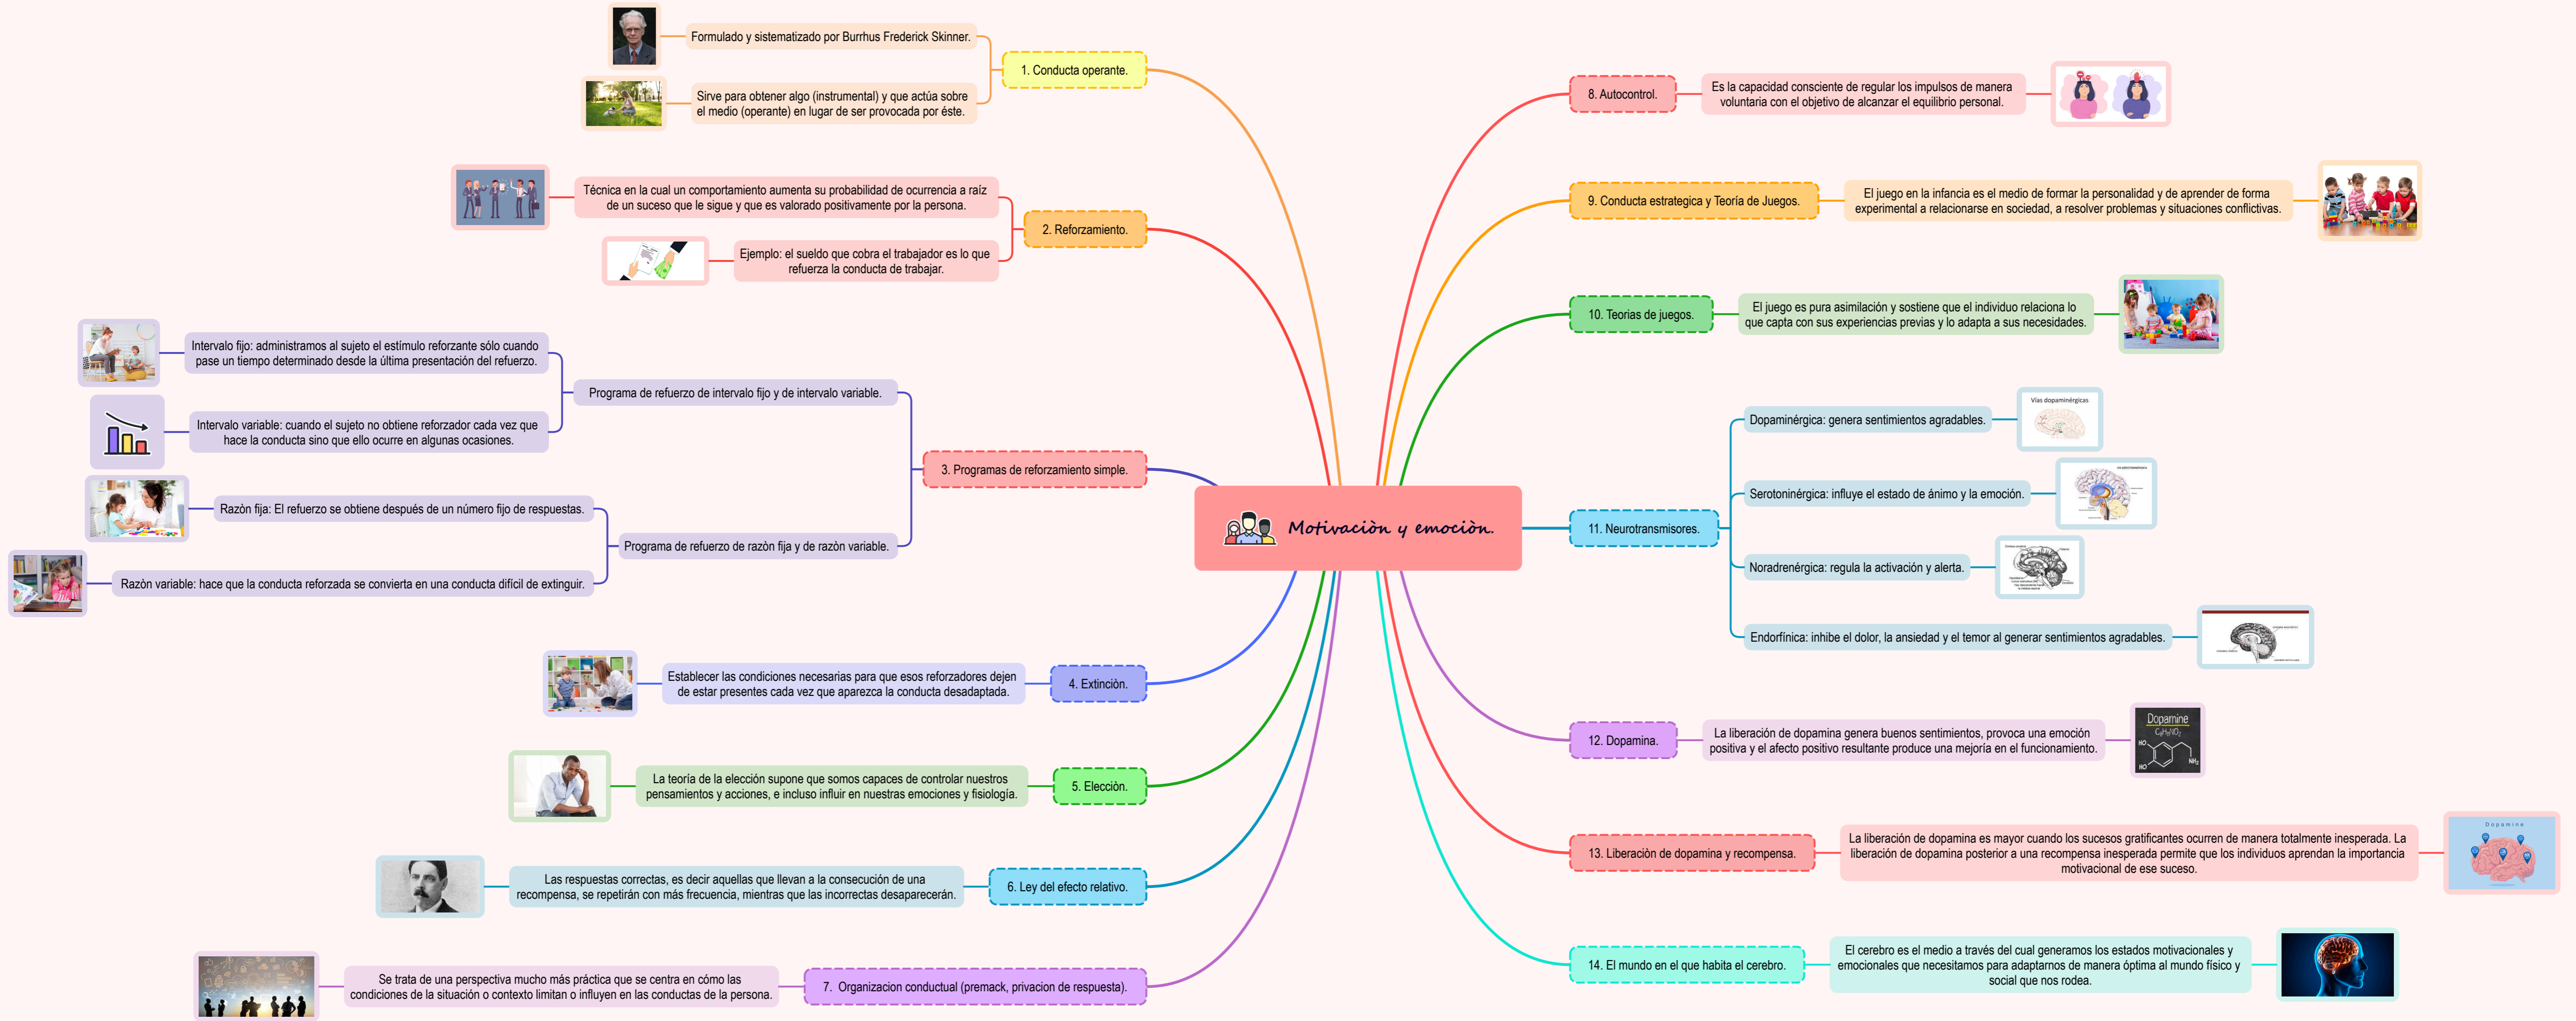 Motivaciòn y emociòn.
1. Conducta operante.
Formulado y sistematizado por Burrhus Frederick Skinner.
Sirve para obtener algo (instrumental) y que actúa sobre
el medio (operante) en lugar de ser provocada por éste.
2. Reforzamiento.
Técnica en la cual un comportamiento aumenta su probabilidad de ocurrencia a raíz
de un suceso que le sigue y que es valorado positivamente por la persona.
Ejemplo: el sueldo que cobra el trabajador es lo que
refuerza la conducta de trabajar.
3. Programas de reforzamiento simple.
Programa de refuerzo de intervalo fijo y de intervalo variable.
Intervalo fijo: administramos al sujeto el estímulo reforzante sólo cuando
pase un tiempo determinado desde la última presentación del refuerzo.
Intervalo variable: cuando el sujeto no obtiene reforzador cada vez que
hace la conducta sino que ello ocurre en algunas ocasiones.
Programa de refuerzo de razòn fija y de razòn variable.
Razòn fija: El refuerzo se obtiene después de un número fijo de respuestas.
Razòn variable: hace que la conducta reforzada se convierta en una conducta difícil de extinguir.
4. Extinciòn.
Establecer las condiciones necesarias para que esos reforzadores dejen
de estar presentes cada vez que aparezca la conducta desadaptada.
5. Elecciòn.
La teoría de la elección supone que somos capaces de controlar nuestros
pensamientos y acciones, e incluso influir en nuestras emociones y fisiología.
6. Ley del efecto relativo.
Las respuestas correctas, es decir aquellas que llevan a la consecución de una
recompensa, se repetirán con más frecuencia, mientras que las incorrectas desaparecerán.
7. Organizacion conductual (premack, privacion de respuesta).
Se trata de una perspectiva mucho más práctica que se centra en cómo las
condiciones de la situación o contexto limitan o influyen en las conductas de la persona.
8. Autocontrol.
Es la capacidad consciente de regular los impulsos de manera
voluntaria con el objetivo de alcanzar el equilibrio personal.
9. Conducta estrategica y Teoría de Juegos.
El juego en la infancia es el medio de formar la personalidad y de aprender de forma
experimental a relacionarse en sociedad, a resolver problemas y situaciones conflictivas.
10. Teorias de juegos.
El juego es pura asimilación y sostiene que el individuo relaciona lo
que capta con sus experiencias previas y lo adapta a sus necesidades.
11. Neurotransmisores.
Dopaminérgica: genera sentimientos agradables.
Vías dopaminérgicas
Serotoninérgica: influye el estado de ánimo y la emoción.
Noradrenérgica: regula la activación y alerta.
Endorfínica: inhibe el dolor, la ansiedad y el temor al generar sentimientos agradables.
12. Dopamina.
La liberación de dopamina genera buenos sentimientos, provoca una emoción
positiva y el afecto positivo resultante produce una mejoría en el funcionamiento.
Dopamine
C₈H₁₁NO₂
HO
HO
NH₂
13. Liberaciòn de dopamina y recompensa.
La liberación de dopamina es mayor cuando los sucesos gratificantes ocurren de manera totalmente inesperada. La
liberación de dopamina posterior a una recompensa inesperada permite que los individuos aprendan la importancia
motivacional de ese suceso.
Dopamine
14. El mundo en el que habita el cerebro.
El cerebro es el medio a través del cual generamos los estados motivacionales y
emocionales que necesitamos para adaptarnos de manera óptima al mundo físico y
social que nos rodea.